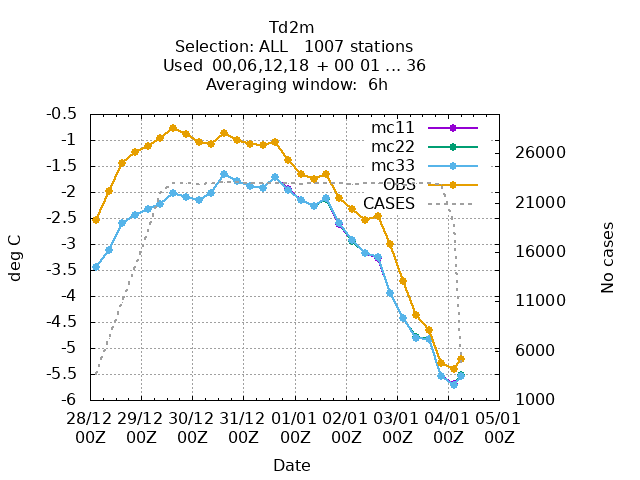 Td2m
Selection: ALL   1007 stations
Used  00,06,12,18  + 00 01 ... 36
Averaging window:  6h
-0.5
-1
-1.5
-2
-2.5
-3
-3.5
-4
-4.5
-5
-5.5
-6
deg C
mc11
mc22
mc33
OBS
CASES
26000
21000
16000
11000
6000
1000
No cases
28/12 29/12 30/12 31/12 01/01 02/01 03/01 04/01 05/01
00Z 00Z 00Z 00Z 00Z 00Z 00Z 00Z 00Z
Date